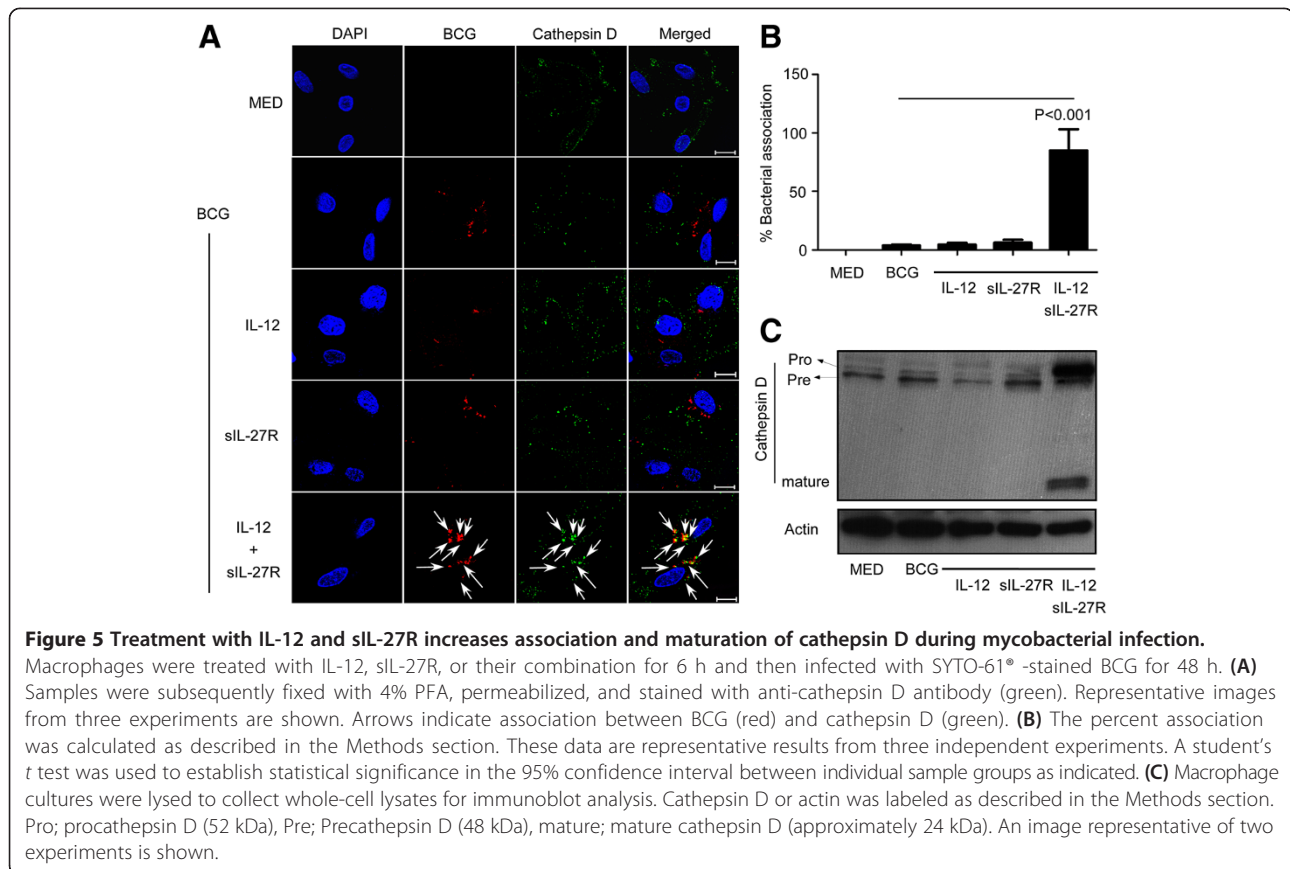 A
DAPI BCG Cathepsin D Merged
MED
BCG
IL-12
sIL-27R
IL-12
+
sIL-27R
B
% Bacterial association
150
100
50
0
P<0.001
MED BCG IL-12 sIL-27R IL-12
sIL-27R
C
Cathepsin D
Pro
Pre
mature
Actin
MED BCG IL-12 sIL-27R IL-12
sIL-27R
Figure 5 Treatment with IL-12 and sIL-27R increases association and maturation of cathepsin D during mycobacterial infection.
Macrophages were treated with IL-12, sIL-27R, or their combination for 6 h and then infected with SYTO-61® -stained BCG for 48 h. (A)
Samples were subsequently fixed with 4% PFA, permeabilized, and stained with anti-cathepsin D antibody (green). Representative images
from three experiments are shown. Arrows indicate association between BCG (red) and cathepsin D (green). (B) The percent association
was calculated as described in the Methods section. These data are representative results from three independent experiments. A student's
t test was used to establish statistical significance in the 95% confidence interval between individual sample groups as indicated. (C) Macrophage
cultures were lysed to collect whole-cell lysates for immunoblot analysis. Cathepsin D or actin was labeled as described in the Methods section.
Pro; procathepsin D (52 kDa), Pre; Precathepsin D (48 kDa), mature; mature cathepsin D (approximately 24 kDa). An image representative of two
experiments is shown.